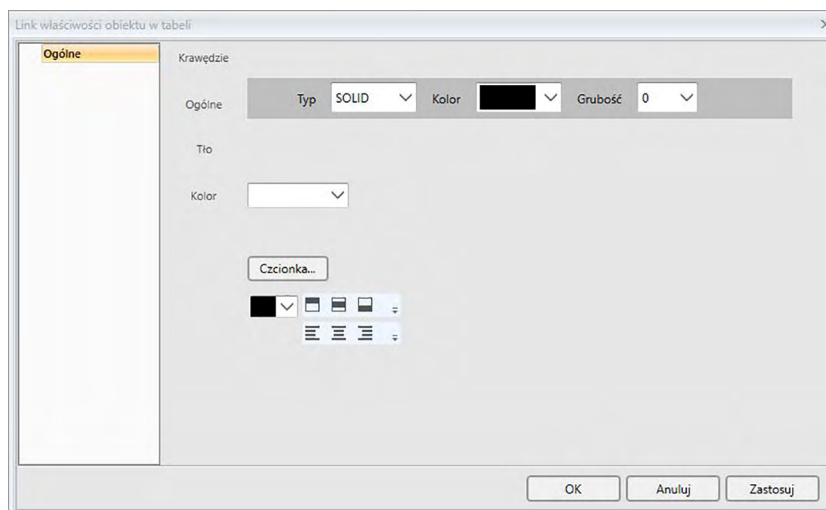 Link właściwości obiektu w tabeli
Ogólne
Krawędzie
Ogólne Typ SOLID Kolor Grubość 0
Tło
Kolor
Czcionka...
OK Anuluj Zastosuj